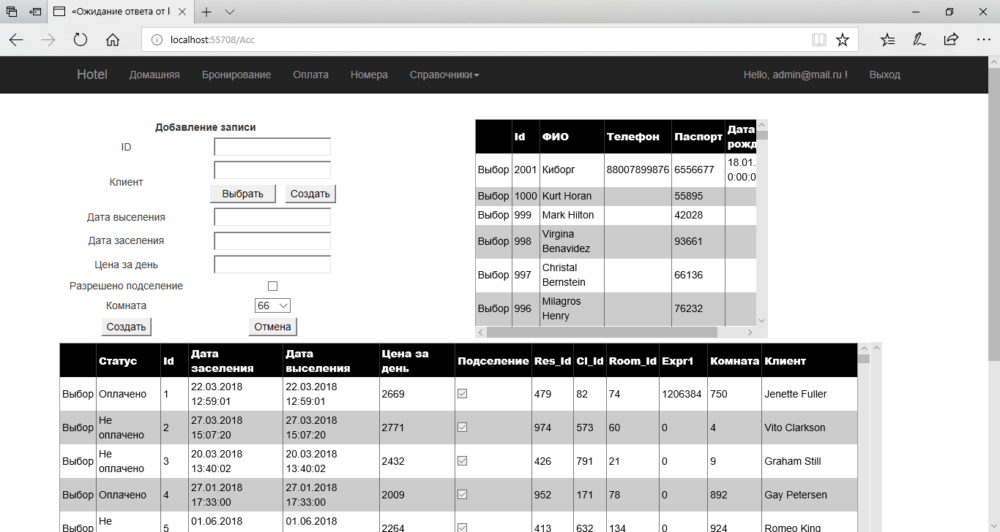 «Ожидание ответа от l
localhost:55708/Acc
Hotel Домашняя Бронирование Оплата Номера Справочники Hello, admin@mail.ru ! Выход
Добавление записи
ID
Клиент
Выбрать Создать
Дата выселения
Дата заселения
Цена за день
Разрешено подселение
Комната 66
Создать Отмена
Id ФИО Телефон Паспорт Дата
рожд
Выбор 2001 Киборг 88007899876 6556677 18.01.
0:00:0
Выбор 1000 Kurt Horan 55895
Выбор 999 Mark Hilton 42028
Выбор 998 Virgina
Benavidez 93661
Выбор 997 Christal
Bernstein 66136
Выбор 996 Milagros
Henry 76232
Статус Id Дата
заселения Дата
выселения Цена за
день Подселение Res_Id Cl_Id Room_Id Expr1 Комната Клиент
Выбор Оплачено 1 22.03.2018
12:59:01 22.03.2018
12:59:01 2669 479 82 74 1206384 750 Jenette Fuller
Выбор Не
оплачено 2 27.03.2018
15:07:20 27.03.2018
15:07:20 2771 974 573 60 0 4 Vito Clarkson
Выбор Не
оплачено 3 20.03.2018
13:40:02 20.03.2018
13:40:02 2432 426 791 21 0 9 Graham Still
Выбор Оплачено 4 27.01.2018
17:33:00 27.01.2018
17:33:00 2009 952 171 78 0 892 Gay Petersen
Выбор Не 5 01.06.2018 01.06.2018 2264 413 632 134 0 924 Romeo King